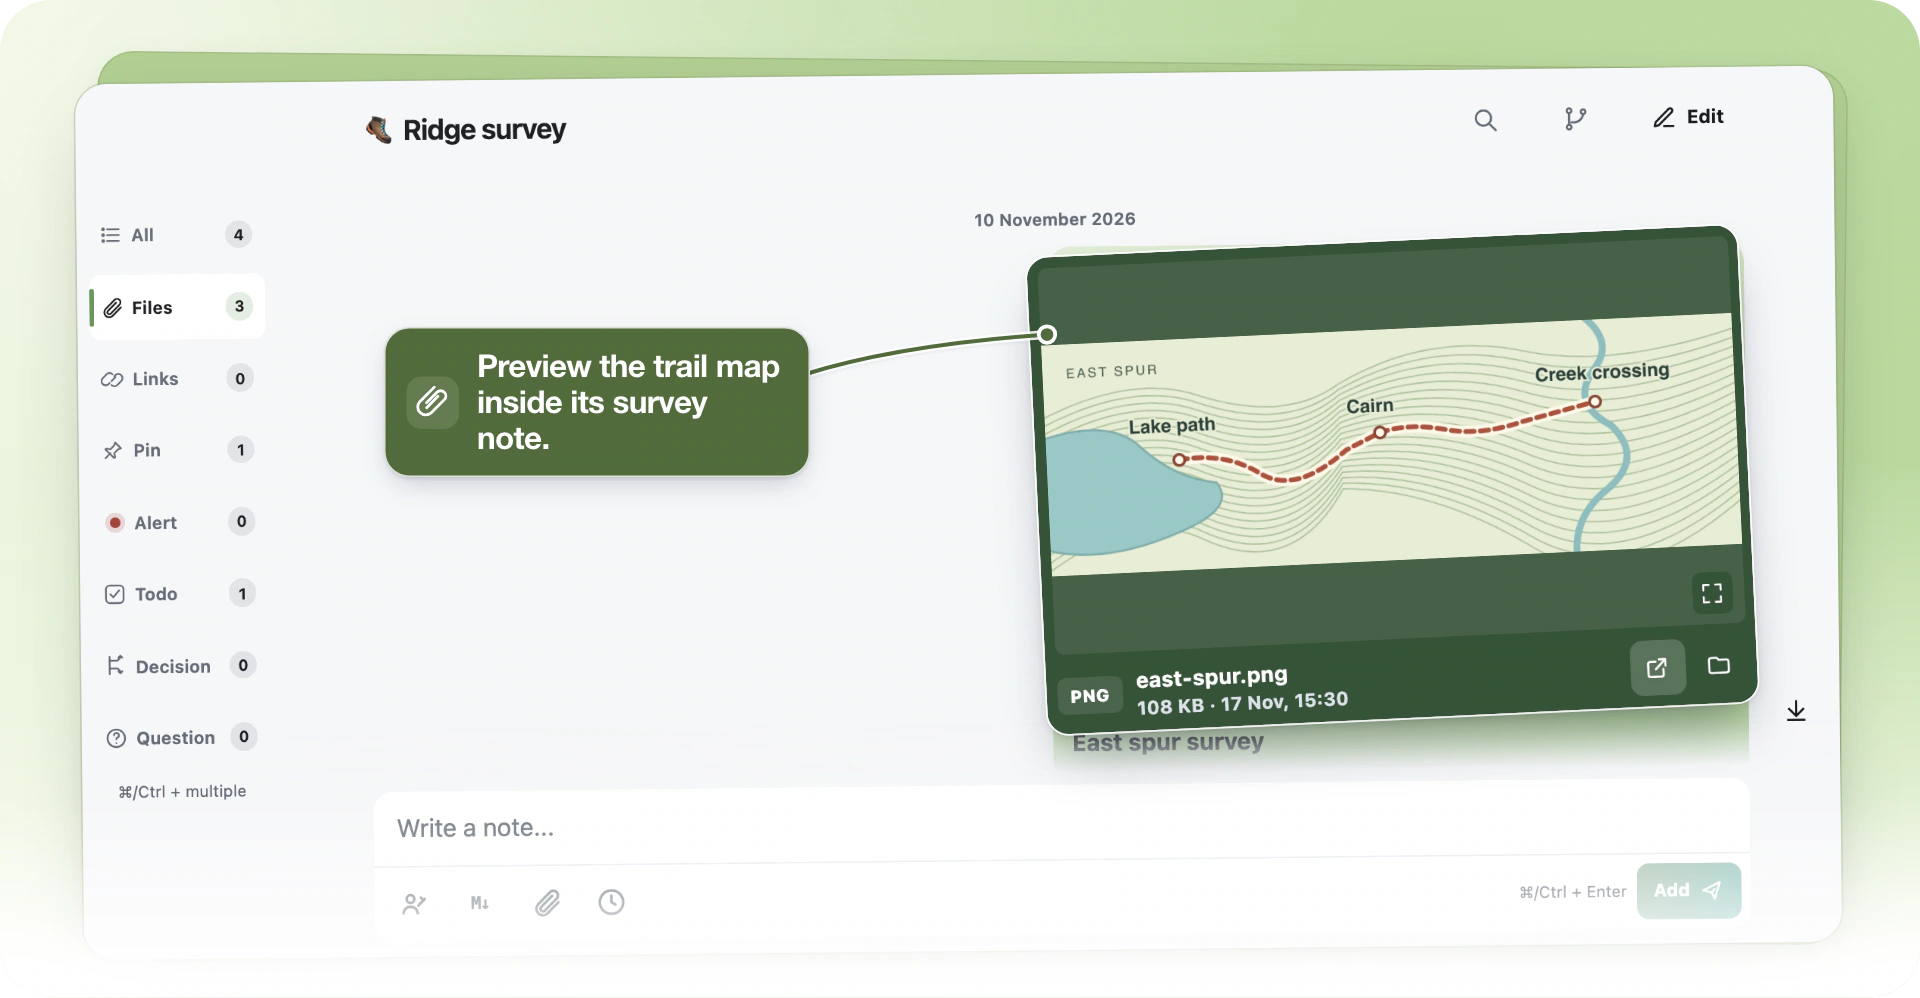 🥾 Ridge survey
Edit
All 4
Files 3
Links 0
Pin 1
Alert 0
Todo 1
Decision 0
Question 0
⌘/Ctrl + multiple
10 November 2026
Preview the trail map
inside its survey
note.
EAST SPUR
Lake path
Cairn
Creek crossing
PNG
east-spur.png
108 KB · 17 Nov, 15:30
East spur survey
Write a note...
M↓
⌘/Ctrl + Enter
Add